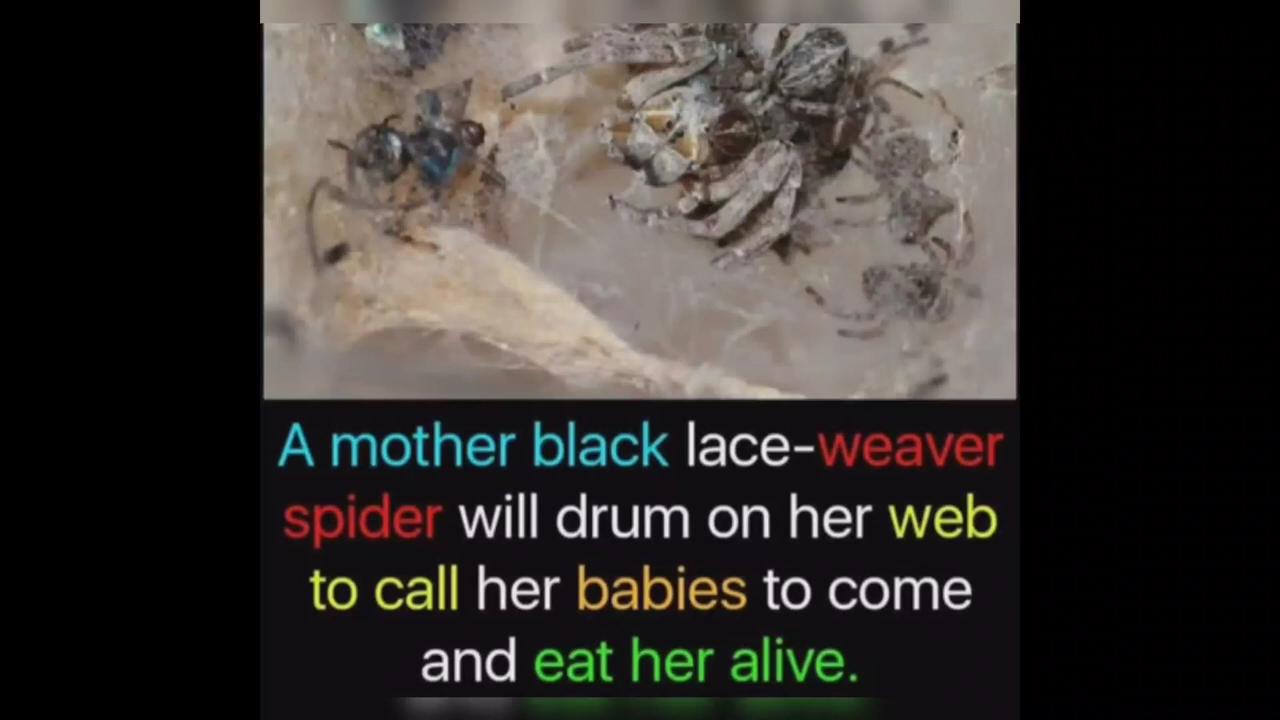 A mother black lace-weaver
spider will drum on her web
to call her babies to come
and eat her alive.